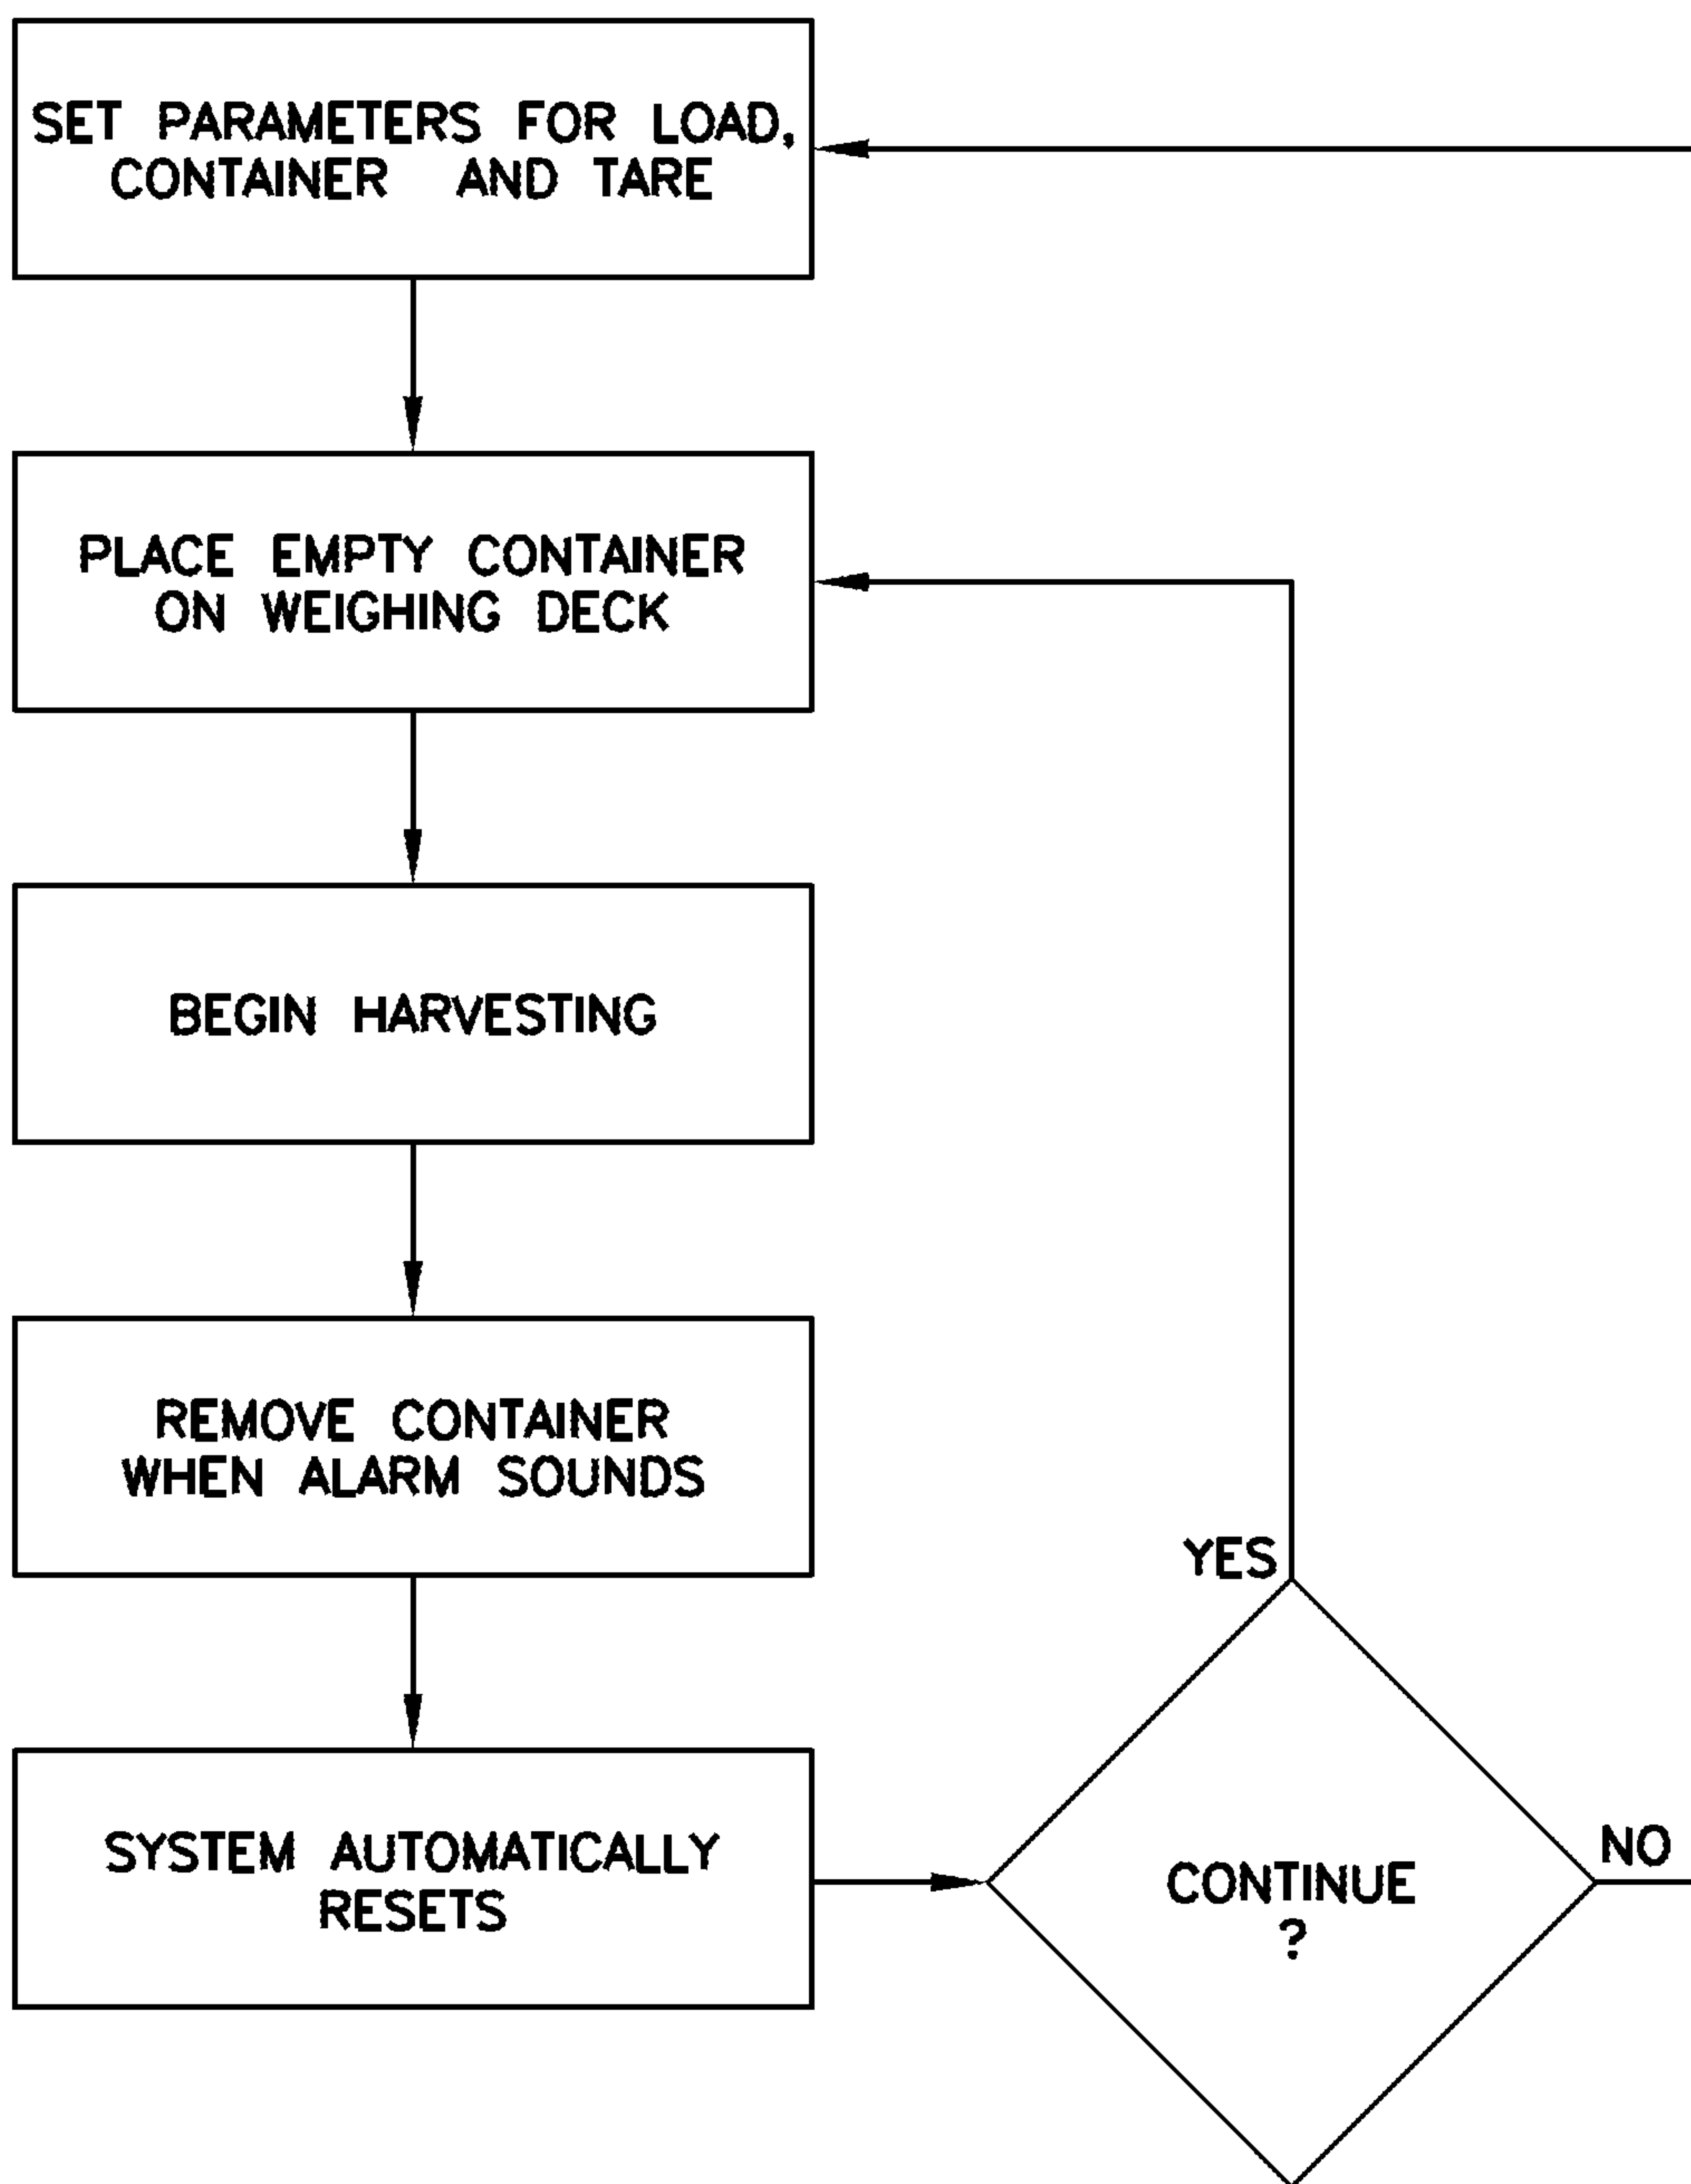 SET PARAMETERS FOR LOAD,
CONTAINER AND TARE
PLACE EMPTY CONTAINER
ON WEIGHING DECK
BEGIN HARVESTING
REMOVE CONTAINER
WHEN ALARM SOUNDS
YES
SYSTEM AUTOMATICALLY
RESETS
CONTINUE
?
NO